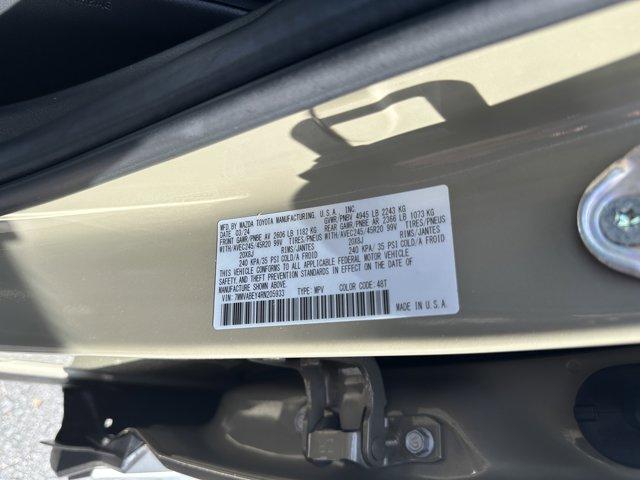 MFD. BY MAZDA TOYOTA MANUFACTURING, U.S.A., INC.
DATE 03/24 GVWR/PNBV 4945 LB 2243 KG
FRONT GAWR/PNBE AV 2606 LB 1182 KG REAR GAWR/PNBE AR 2366 LB 1073 KG
WITH/AVEC245/45R20 99V TIRES/PNEUS WITH/AVEC245/45R20 99V TIRES/PNEUS
20X8J RIMS/JANTES 20X8J RIMS/JANTES
240 KPA/ 35 PSI COLD/A FROID 240 KPA/ 35 PSI COLD/A FROID
THIS VEHICLE CONFORMS TO ALL APPLICABLE FEDERAL MOTOR VEHICLE
SAFETY, AND THEFT PREVENTION STANDARDS IN EFFECT ON THE DATE OF
MANUFACTURE SHOWN ABOVE.
VIN: 7MMVABEY4RN205933 TYPE: MPV COLOR CODE: 48T
MADE IN U.S.A.